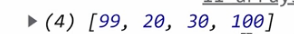 ▶ (4) [99, 20, 30, 100]